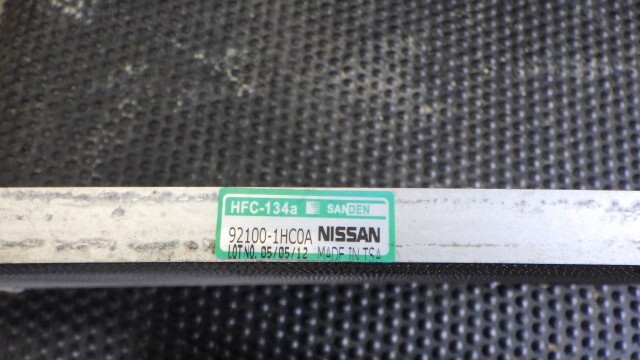 HFC-134a SANDEN
92100-1HC0A NISSAN
LOT NO. 05/05/12 MADE IN TSA